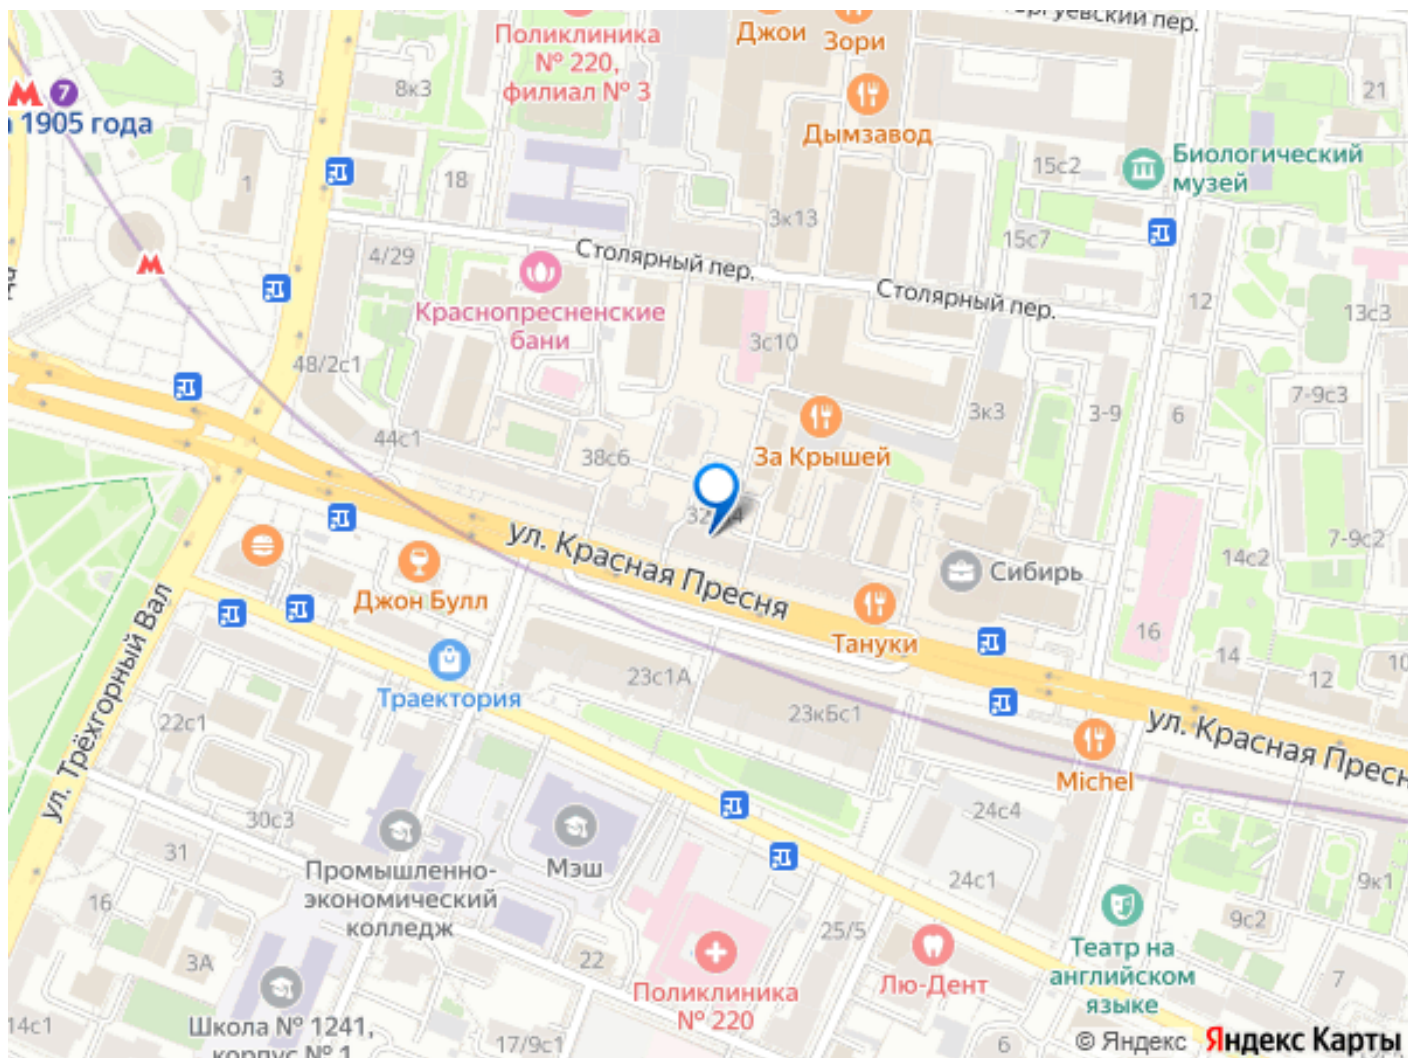 Джои
Зори
Поликлиника
№ 220,
филиал № 3
3
8к3
21
7
1905 года
Дымзавод
15с2
Биологический
музей
1
18
3к13
15с7
4/29
Столярный пер.
Столярный пер.
12
13с3
Краснопресненские
бани
3с10
48/2с1
7-9с3
3к3
3-9
6
44с1
38с6
За Крышей
ул. Красная Пресня
14с2
7-9с2
Сибирь
Джон Булл
Тануки
16
14
12
10
ул. Трёхгорный Вал
Траектория
23с1А
23кБс1
22с1
ул. Красная Пресн
Michel
30с3
24с4
31
Промышленно-
экономический
колледж
Мэш
24с1
9к1
16
9с2
25/5
3А
22
Театр на
английском
языке
7
Лю-Дент
Поликлиника
№ 220
14с1
Школа № 1241,
корпус № 1
17/9с1
6
© Яндекс Яндекс Карты